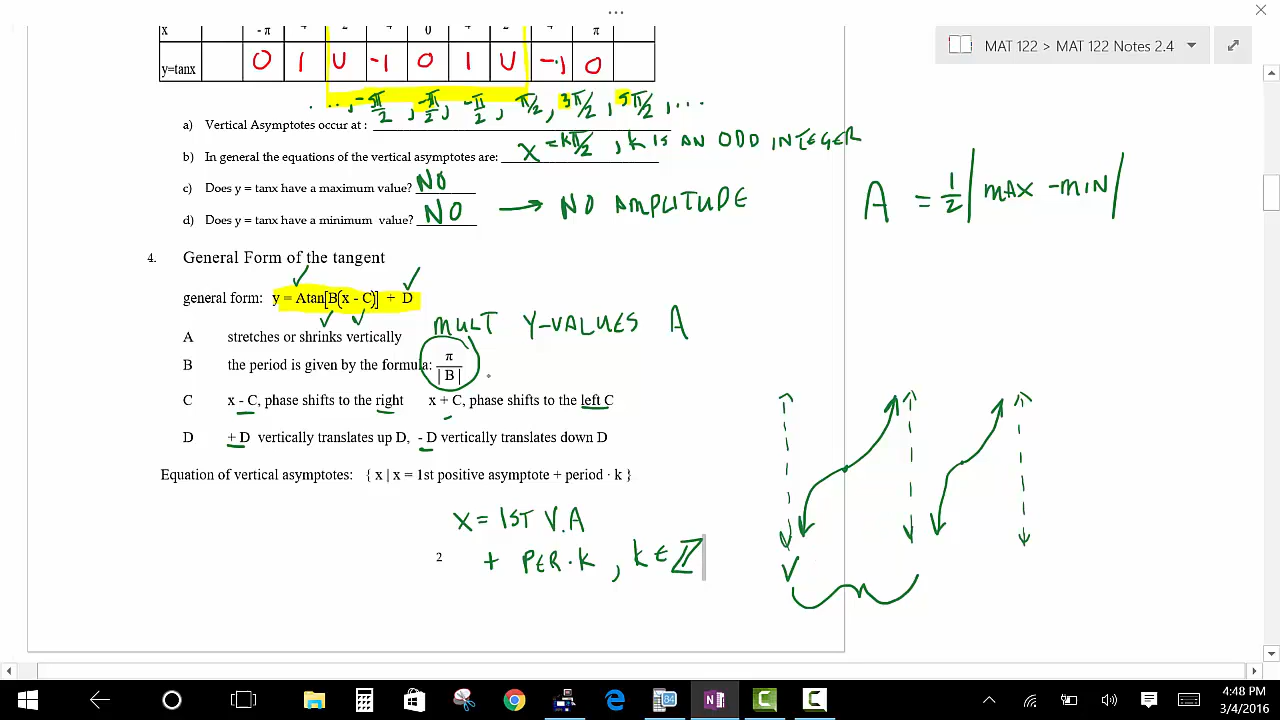 MAT 122 > MAT 122 Notes 2.4
x - π 0 π
y=tanx 0 1 U -1 0 1 U -1 0
. . , -5π/2 , -π/2 , -π/2 , π/2 , 3π/2 , 5π/2 , ...
a) Vertical Asymptotes occur at :
x = kπ/2 , k IS AN ODD INTEGER
b) In general the equations of the vertical asymptotes are:
c) Does y = tanx have a maximum value? NO
d) Does y = tanx have a minimum value? NO → NO AMPLITUDE
A = 1/2 | MAX - MIN |
4. General Form of the tangent
general form: y = Atan[B(x - C)] + D
A stretches or shrinks vertically MULT Y-VALUES A
B the period is given by the formula: π/|B|
C x - C, phase shifts to the right x + C, phase shifts to the left C
D + D vertically translates up D, - D vertically translates down D
Equation of vertical asymptotes: { x | x = 1st positive asymptote + period · k }
x = 1ST V.A
2 + PER · k , k ∈ ℤ
4:48 PM
3/4/2016